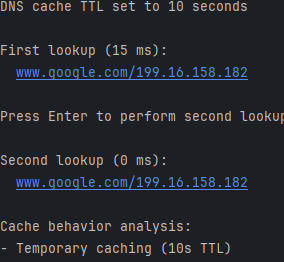 DNS cache TTL set to 10 seconds
First lookup (15 ms):
www.google.com/199.16.158.182
Press Enter to perform second lookup
Second lookup (0 ms):
www.google.com/199.16.158.182
Cache behavior analysis:
- Temporary caching (10s TTL)